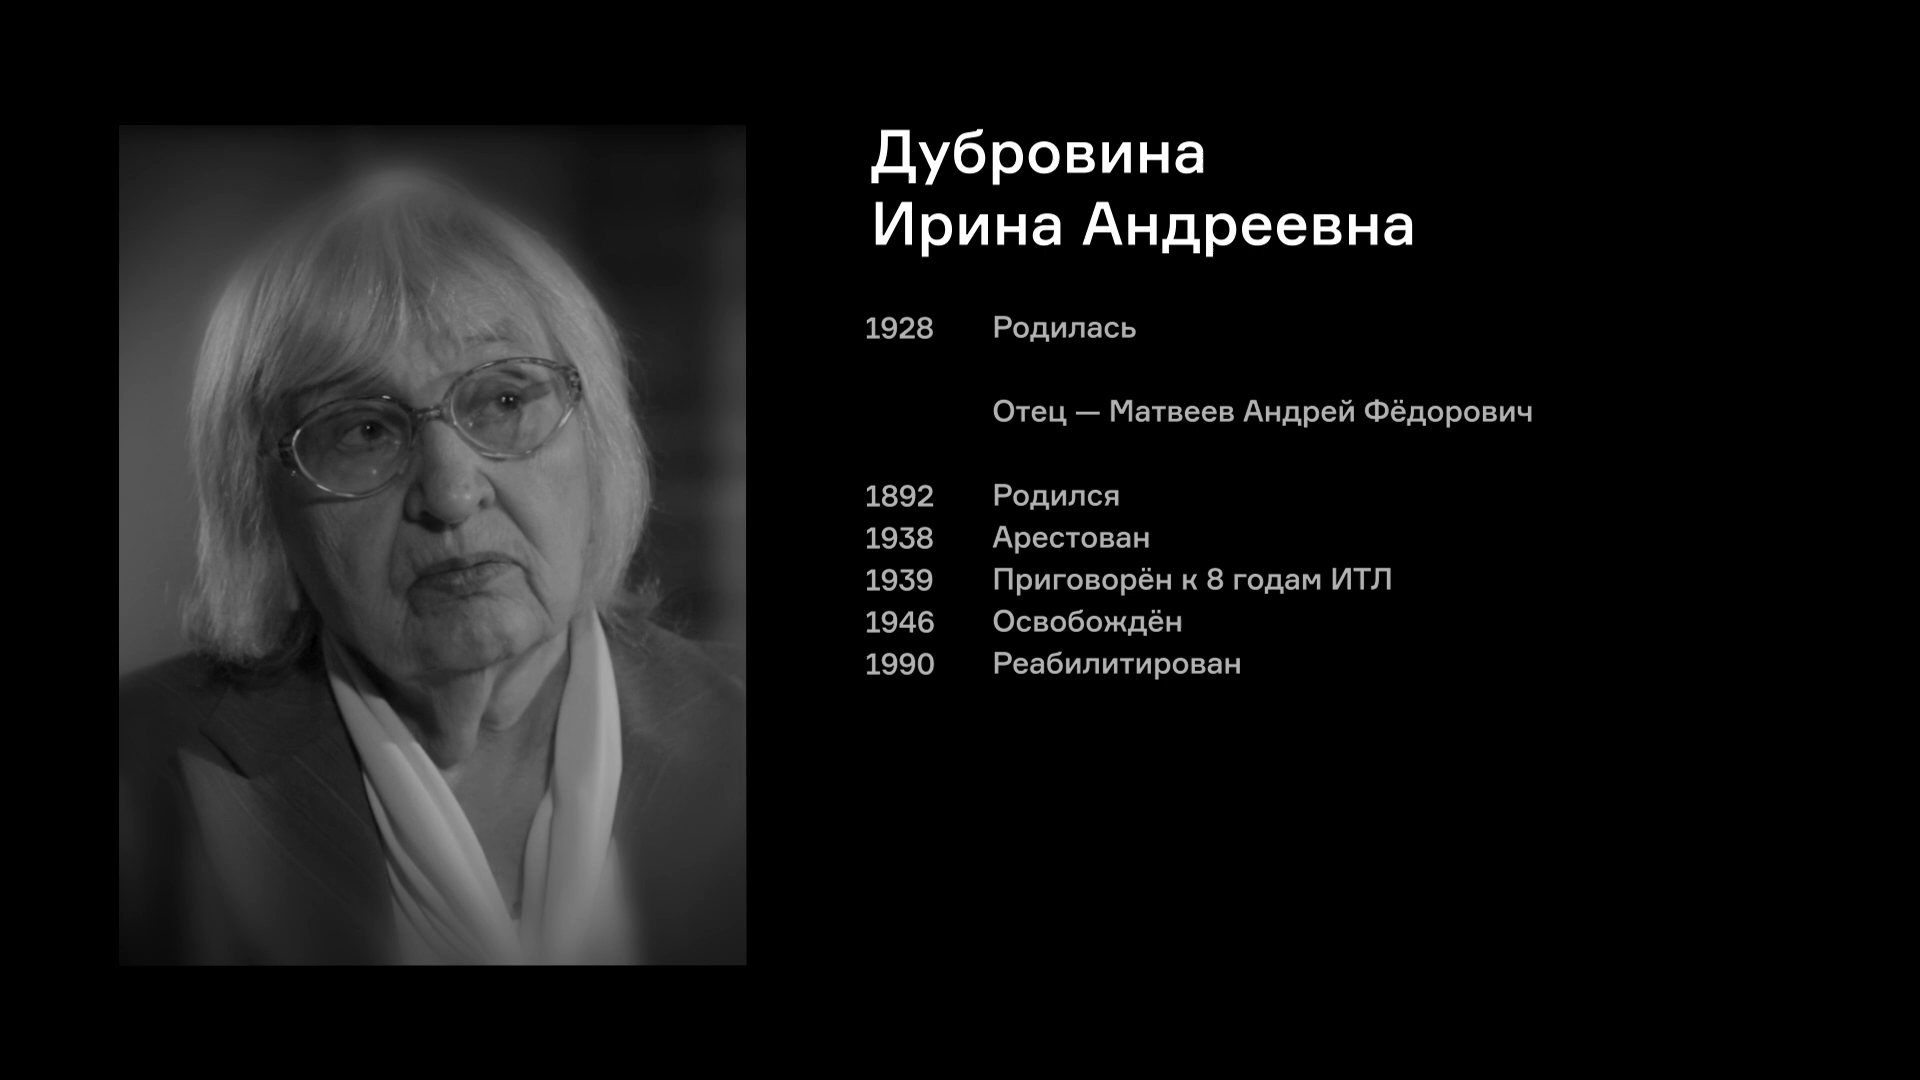 Дубровина
Ирина Андреевна
1928 Родилась
Отец — Матвеев Андрей Фёдорович
1892 Родился
1938 Арестован
1939 Приговорён к 8 годам ИТЛ
1946 Освобождён
1990 Реабилитирован